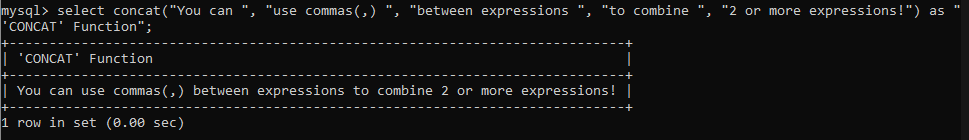 mysql> select concat("You can ", "use commas(,) ", "between expressions ", "to combine ", "2 or more expressions!") as "
'CONCAT' Function";
+-----------------------------------------------------------------------------+
| 'CONCAT' Function                                                           |
+-----------------------------------------------------------------------------+
| You can use commas(,) between expressions to combine 2 or more expressions! |
+-----------------------------------------------------------------------------+
1 row in set (0.00 sec)